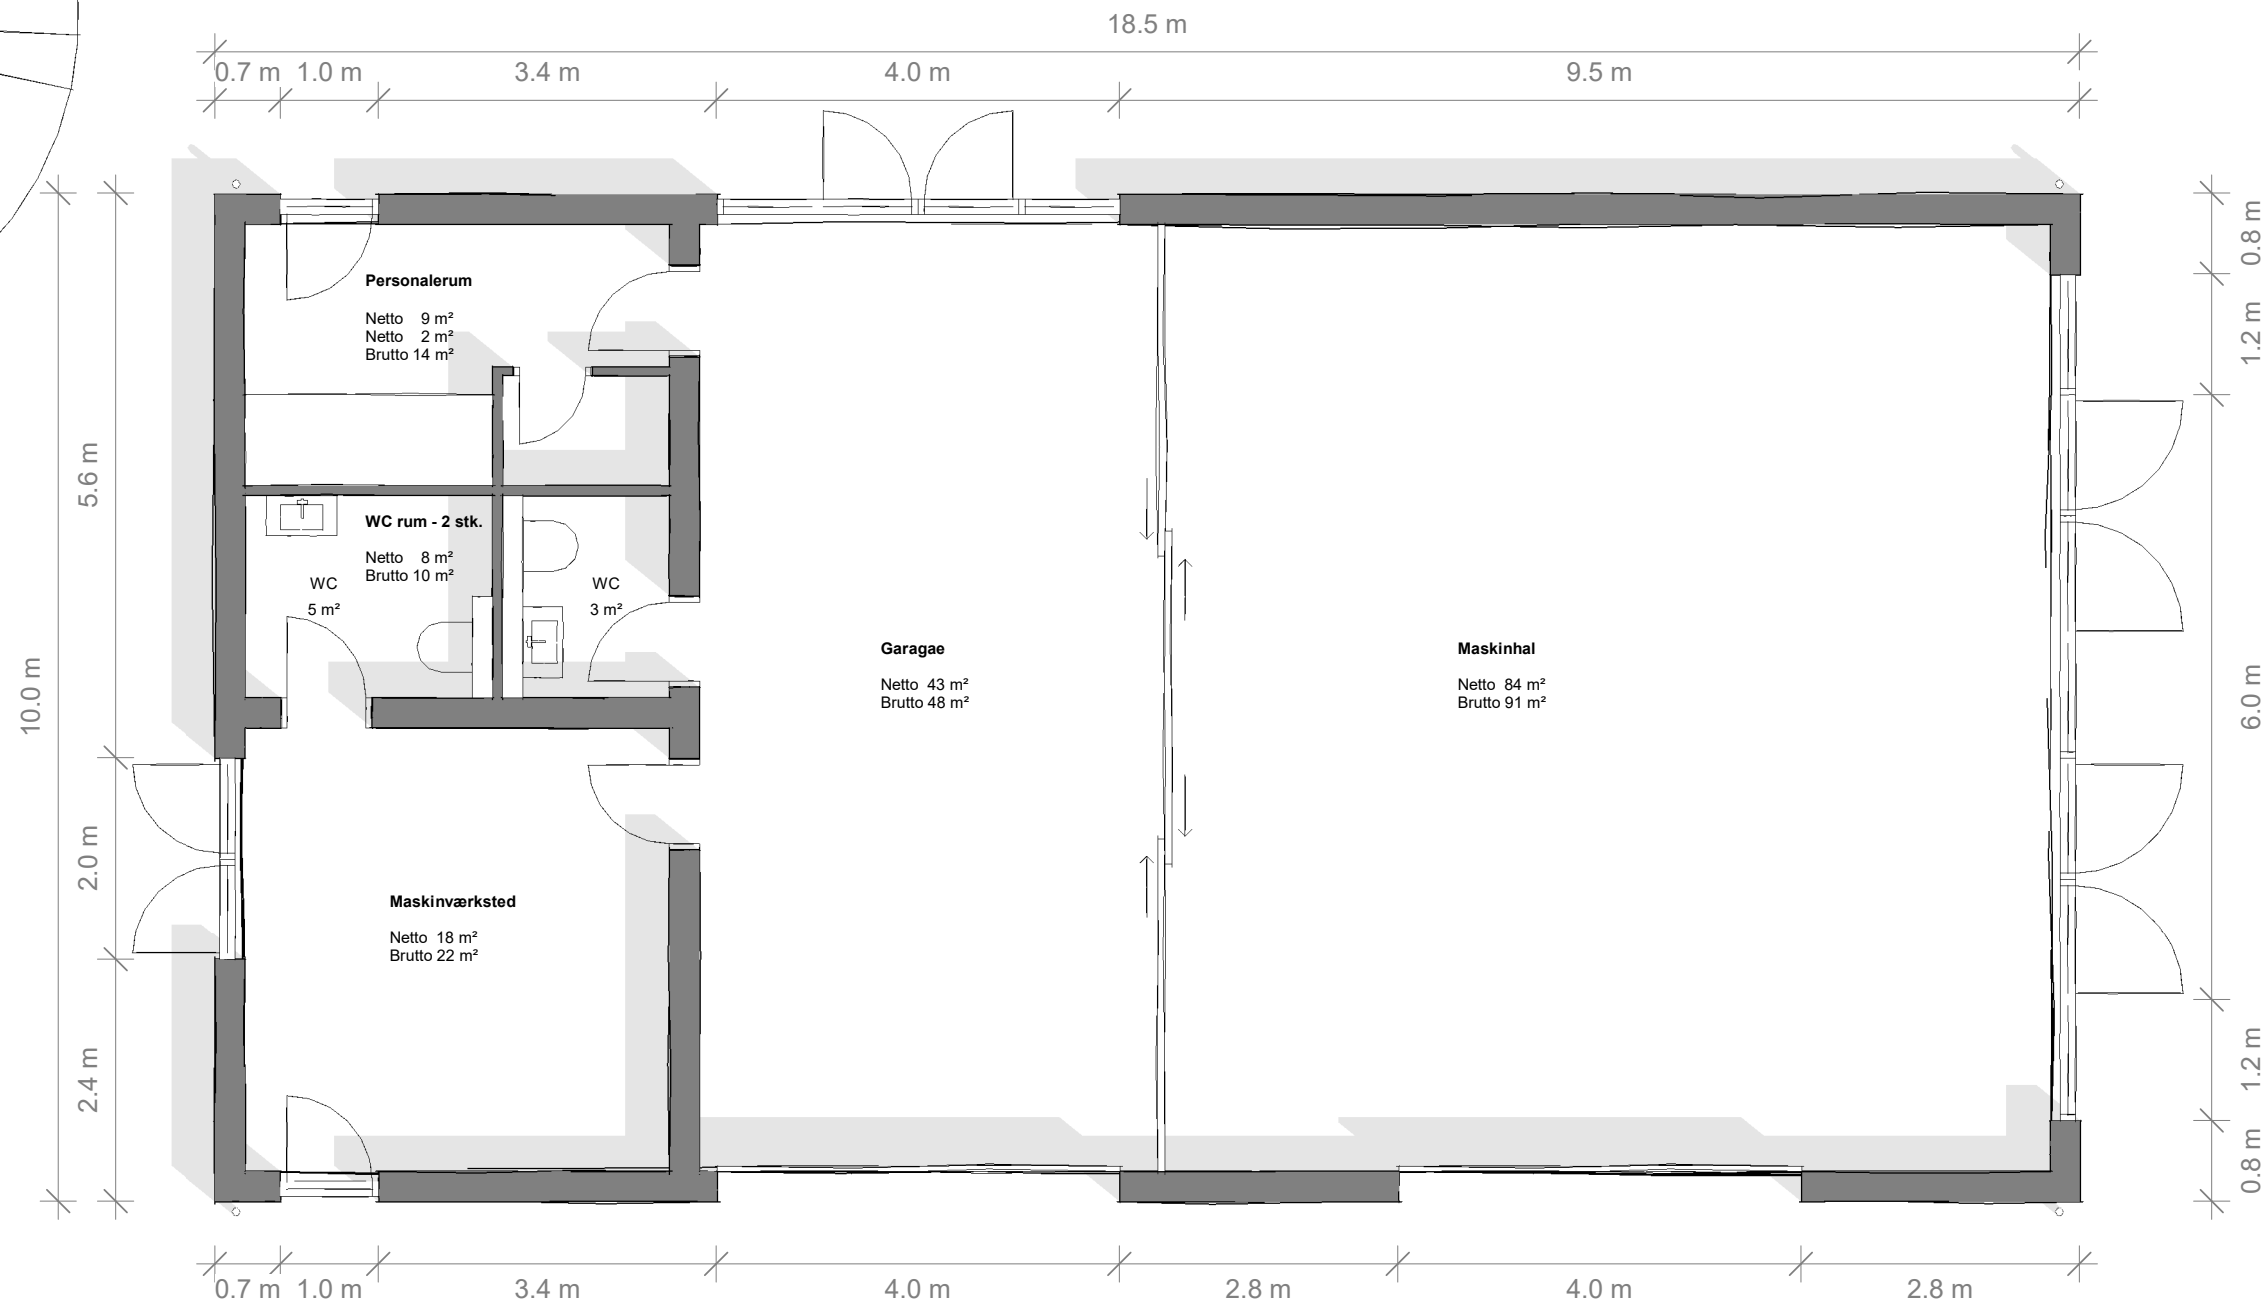 18.5 m
0.7 m 1.0 m 3.4 m 4.0 m 9.5 m
10.0 m
5.6 m
2.0 m
2.4 m
0.8 m
1.2 m
6.0 m
1.2 m
0.8 m
Personalerum
Netto 9 m²
Netto 2 m²
Brutto 14 m²
WC rum - 2 stk.
Netto 8 m²
Brutto 10 m²
WC
5 m²
WC
3 m²
Garagae
Netto 43 m²
Brutto 48 m²
Maskinhal
Netto 84 m²
Brutto 91 m²
Maskinværksted
Netto 18 m²
Brutto 22 m²
0.7 m 1.0 m 3.4 m 4.0 m 2.8 m 4.0 m 2.8 m